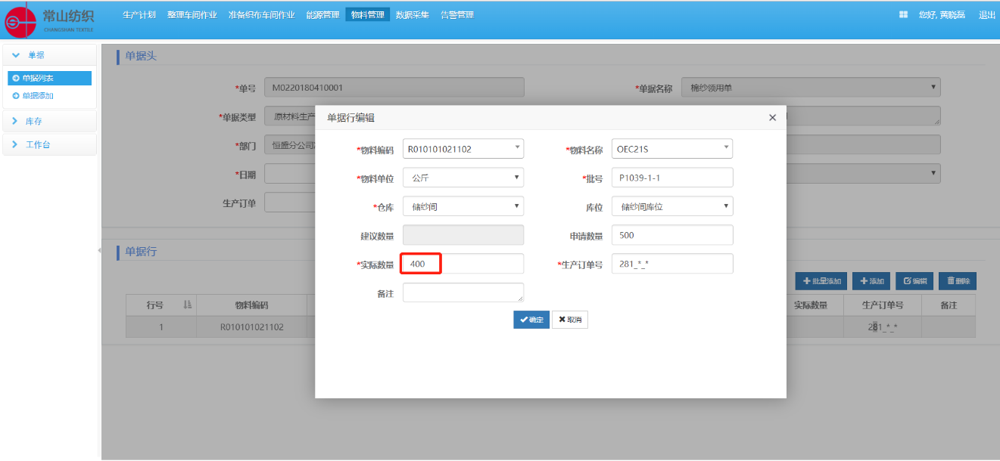 常山纺织
CHANGSHAN TEXTILE
生产计划 整理车间作业 准备织布车间作业 能源管理 物料管理 数据采集 告警管理
您好, 黄晓磊 退出
单据
单据列表
单据添加
库存
工作台
单据头
*单号 M0220180410001 *单据名称 棉纱领用单
*单据类型 原材料生产
*部门 恒盛分公司
*日期
生产订单
单据行
批量添加 添加 编辑 删除
行号 物料编码 实际数量 生产订单号 备注
1 R010101021102 281_*_*
单据行编辑
*物料编码 R010101021102 *物料名称 OEC21S
*物料单位 公斤 *批号 P1039-1-1
*仓库 储纱间 库位 储纱间库位
建议数量 申请数量 500
*实际数量 400 *生产订单号 281_*_*
备注
确定 取消